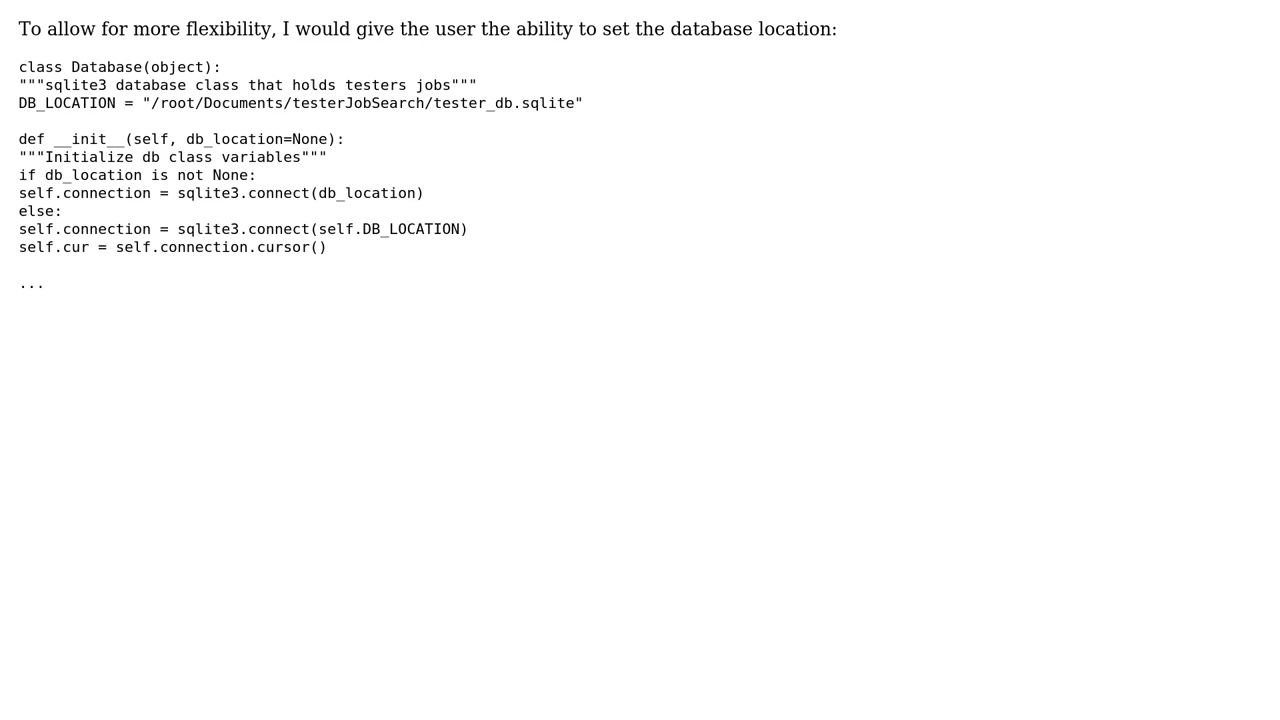 To allow for more flexibility, I would give the user the ability to set the database location:
class Database(object):
"""sqlite3 database class that holds testers jobs"""
DB_LOCATION = "/root/Documents/testerJobSearch/tester_db.sqlite"
def __init__(self, db_location=None):
"""Initialize db class variables"""
if db_location is not None:
self.connection = sqlite3.connect(db_location)
else:
self.connection = sqlite3.connect(self.DB_LOCATION)
self.cur = self.connection.cursor()
...